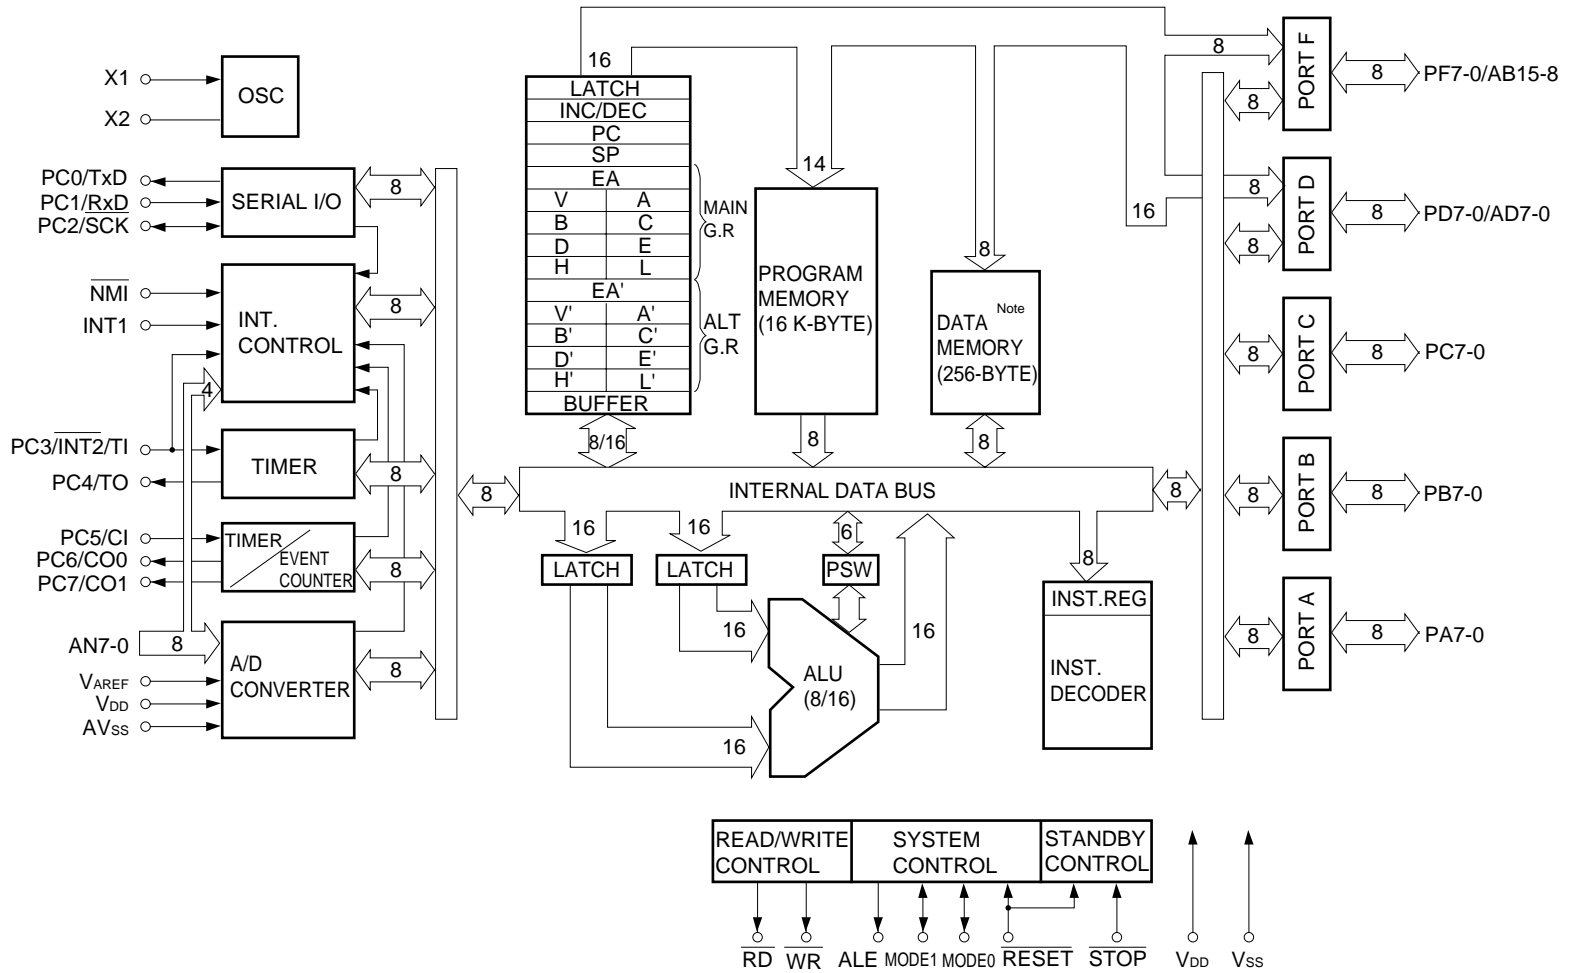 X1
X2
OSC
PC0/TxD
PC1/RxD
PC2/SCK
SERIAL I/O
8
NMI
INT1
INT.
CONTROL
8
4
PC3/INT2/TI
PC4/TO
TIMER
8
PC5/CI
PC6/CO0
PC7/CO1
TIMER
EVENT
COUNTER
8
AN7-0
8
VAREF
VDD
AVSS
A/D
CONVERTER
8
8
16
LATCH
INC/DEC
PC
SP
EA
V A
B C
D E
H L
EA'
V' A'
B' C'
D' E'
H' L'
BUFFER
MAIN
G.R
ALT
G.R
8/16
14
PROGRAM
MEMORY
(16 K-BYTE)
8
8
DATA Note
MEMORY
(256-BYTE)
8
16
INTERNAL DATA BUS
8
16
LATCH
16
LATCH
6
PSW
16
16
16
ALU
(8/16)
8
INST.REG
INST.
DECODER
8
8
PORT F
8
PF7-0/AB15-8
8
8
PORT D
8
PD7-0/AD7-0
8
PORT C
8
PC7-0
8
PORT B
8
PB7-0
8
PORT A
8
PA7-0
READ/WRITE
CONTROL
SYSTEM
CONTROL
STANDBY
CONTROL
RD
WR
ALE
MODE1
MODE0
RESET
STOP
VDD
VSS